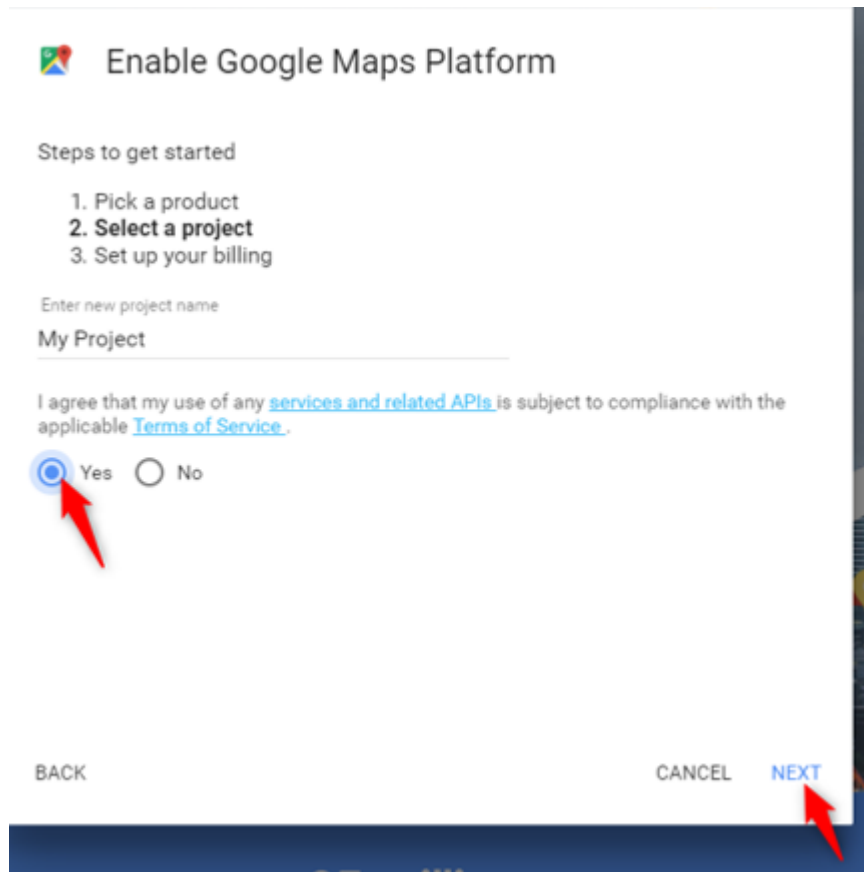 Enable Google Maps Platform
Steps to get started
1. Pick a product
2. Select a project
3. Set up your billing
Enter new project name
My Project
I agree that my use of any services and related APIs is subject to compliance with the
applicable Terms of Service .
Yes No
BACK CANCEL NEXT